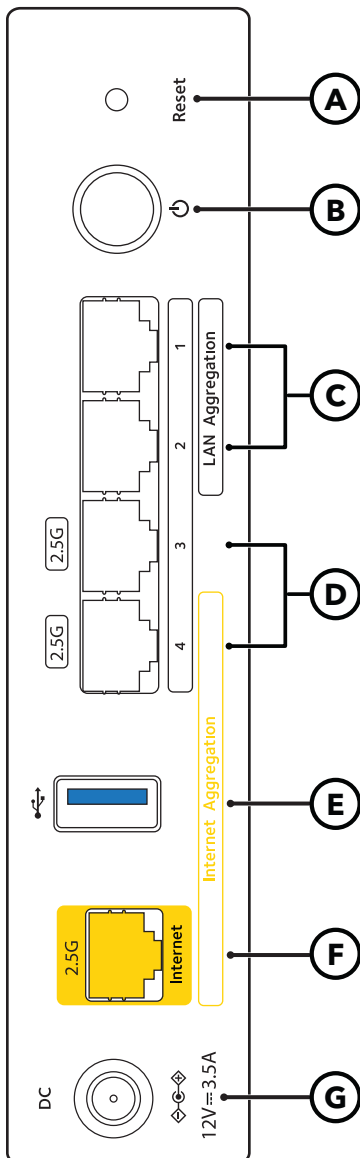 Reset
A
B
1
2
3
4
LAN Aggregation
C
2.5G
2.5G
D
Internet Aggregation
E
2.5G
Internet
F
DC
12V⎓3.5A
G